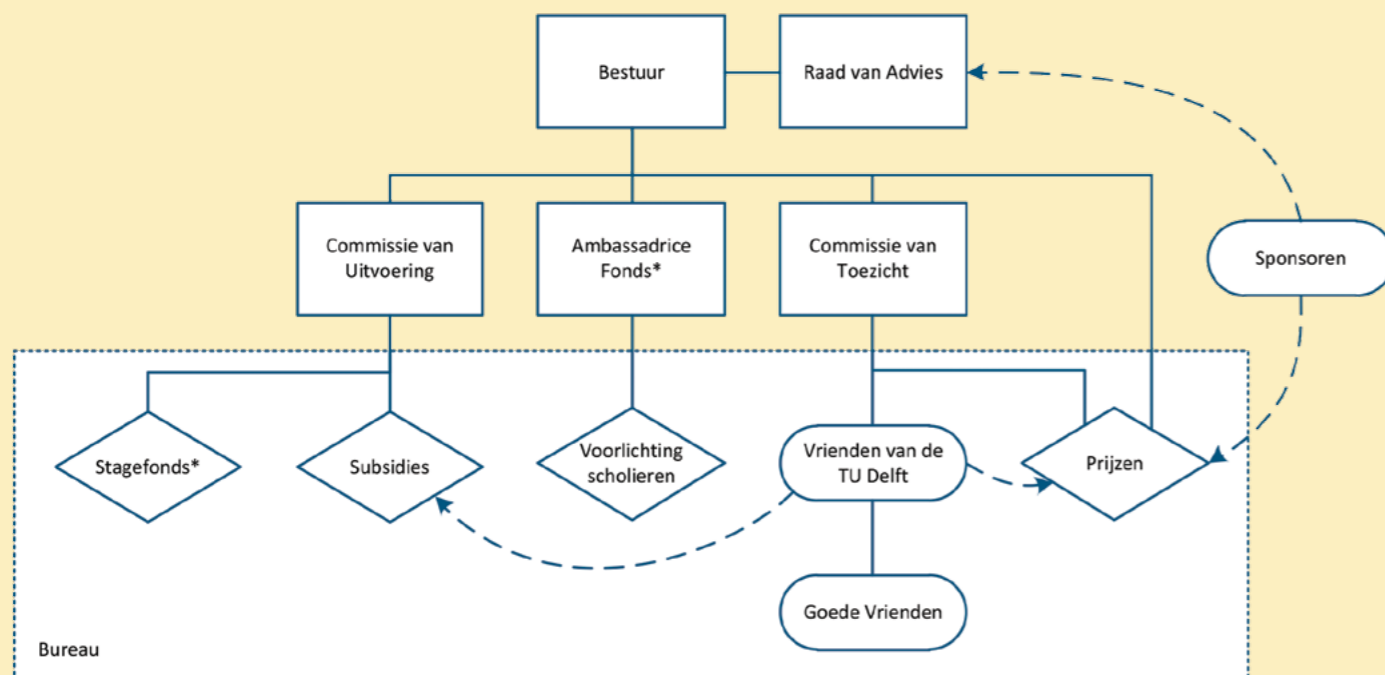 Bestuur
Raad van Advies
Commissie van
Uitvoering
Ambassadrice
Fonds*
Commissie van
Toezicht
Sponsoren
Stagefonds*
Subsidies
Voorlichting
scholieren
Vrienden van de
TU Delft
Prijzen
Goede Vrienden
Bureau